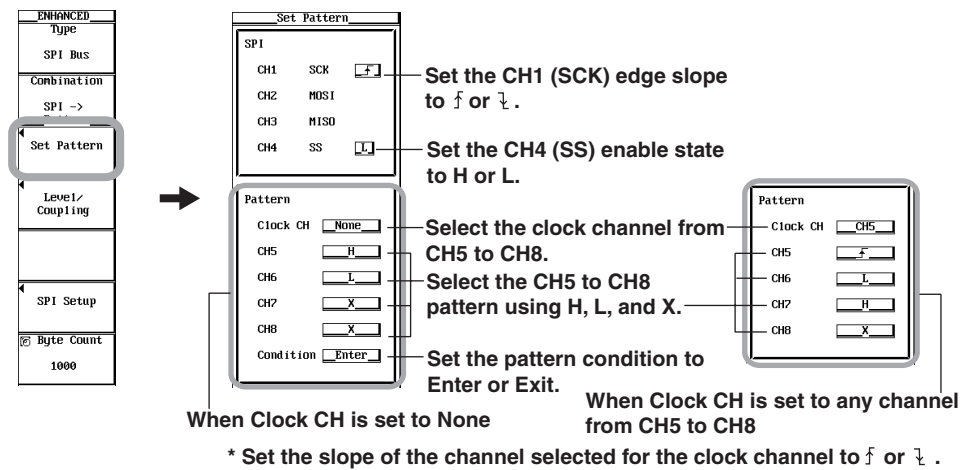 ENHANCED
Type
SPI Bus
Combination
SPI ->
Set Pattern
Level/
Coupling
SPI Setup
Byte Count
1000
Set Pattern
SPI
CH1 SCK
CH2 MOSI
CH3 MISO
CH4 SS L
Set the CH1 (SCK) edge slope
to ⨍ or ⨎.
Set the CH4 (SS) enable state
to H or L.
Pattern
Clock CH None
CH5 H
CH6 L
CH7 X
CH8 X
Condition Enter
Select the clock channel from
CH5 to CH8.
Select the CH5 to CH8
pattern using H, L, and X.
Set the pattern condition to
Enter or Exit.
Pattern
Clock CH CH5
CH5
CH6 L
CH7 H
CH8 X
When Clock CH is set to None
When Clock CH is set to any channel
from CH5 to CH8
* Set the slope of the channel selected for the clock channel to or .